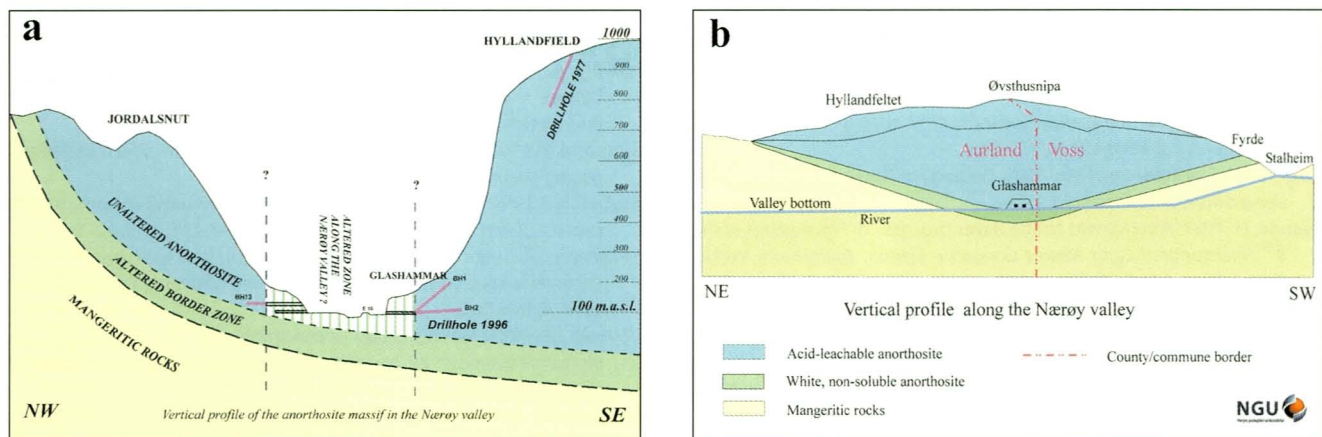 a
1000
HYLLANDFIELD
900
DRILLHOLE 1977
800
JORDALSNUT
700
600
?
?
500
UNALTERED ANORTHOSITE
ALTERED ZONE
ALONG THE
NÆRØY VALLEY ?
400
300
GLASHAMMAR
BH1
200
ALTERED BORDER ZONE
BH13
E 16
BH2
100 m.a.s.l.
Drillhole 1996
MANGERITIC ROCKS
NW
Vertical profile of the anorthosite massif in the Nærøy valley
SE
b
Øvsthusnipa
Hyllandfeltet
Fyrde
Aurland
Voss
Stalheim
Glashammar
Valley bottom
River
NE
SW
Vertical profile along the Nærøy valley
Acid-leachable anorthosite
County/commune border
White, non-soluble anorthosite
Mangeritic rocks
NGU